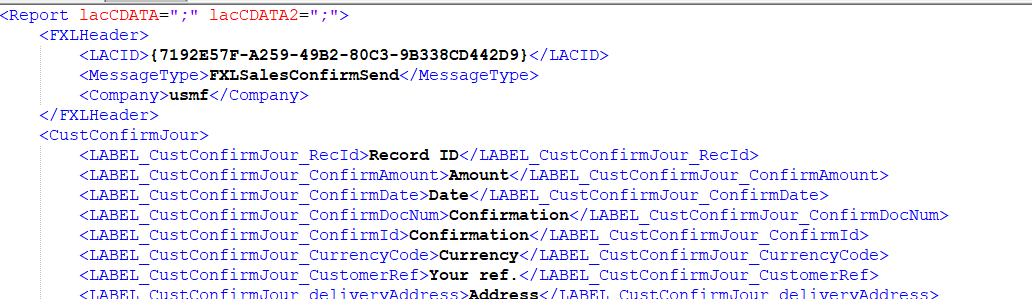 <Report lacCDATA=";" lacCDATA2=";">
<FXLHeader>
<LACID>{7192E57F-A259-49B2-80C3-9B338CD442D9}</LACID>
<MessageType>FXLSalesConfirmSend</MessageType>
<Company>usmf</Company>
</FXLHeader>
<CustConfirmJour>
<LABEL_CustConfirmJour_RecId>Record ID</LABEL_CustConfirmJour_RecId>
<LABEL_CustConfirmJour_ConfirmAmount>Amount</LABEL_CustConfirmJour_ConfirmAmount>
<LABEL_CustConfirmJour_ConfirmDate>Date</LABEL_CustConfirmJour_ConfirmDate>
<LABEL_CustConfirmJour_ConfirmDocNum>Confirmation</LABEL_CustConfirmJour_ConfirmDocNum>
<LABEL_CustConfirmJour_ConfirmId>Confirmation</LABEL_CustConfirmJour_ConfirmId>
<LABEL_CustConfirmJour_CurrencyCode>Currency</LABEL_CustConfirmJour_CurrencyCode>
<LABEL_CustConfirmJour_CustomerRef>Your ref.</LABEL_CustConfirmJour_CustomerRef>
<LABEL_CustConfirmJour_deliveryAddress>Address</LABEL_CustConfirmJour_deliveryAddress>